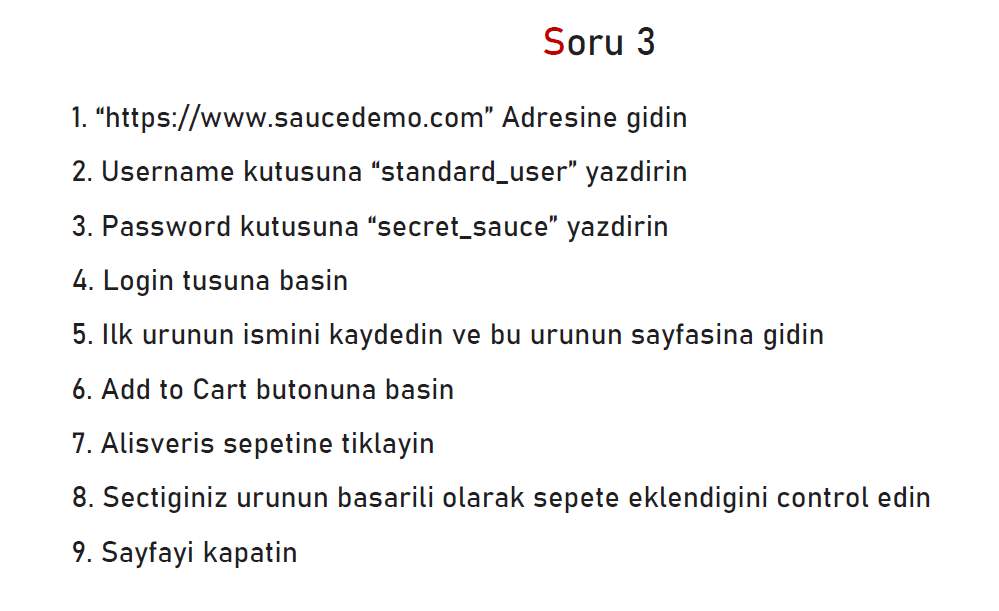 Soru 3
1. “https://www.saucedemo.com” Adresine gidin
2. Username kutusuna “standard_user” yazdirin
3. Password kutusuna “secret_sauce” yazdirin
4. Login tusuna basin
5. Ilk urunun ismini kaydedin ve bu urunun sayfasina gidin
6. Add to Cart butonuna basin
7. Alisveris sepetine tiklayin
8. Sectiginiz urunun basarili olarak sepete eklendigini control edin
9. Sayfayi kapatin